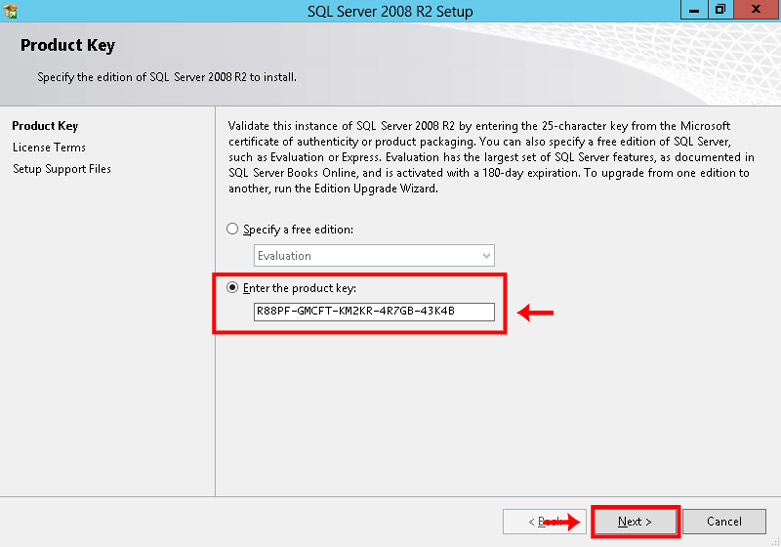 SQL Server 2008 R2 Setup
Product Key
Specify the edition of SQL Server 2008 R2 to install.
Product Key
License Terms
Setup Support Files
Validate this instance of SQL Server 2008 R2 by entering the 25-character key from the Microsoft
certificate of authenticity or product packaging. You can also specify a free edition of SQL Server,
such as Evaluation or Express. Evaluation has the largest set of SQL Server features, as documented in
SQL Server Books Online, and is activated with a 180-day expiration. To upgrade from one edition to
another, run the Edition Upgrade Wizard.
Specify a free edition:
Evaluation
Enter the product key:
R88PF-GMCFT-KM2KR-4R7GB-43K4B
Next >
Cancel